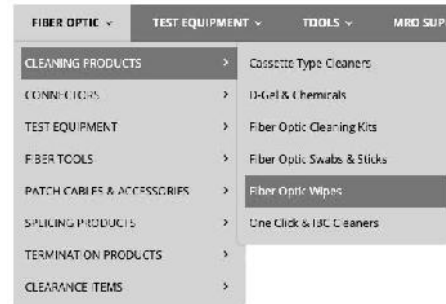 FIBER OPTIC TEST EQUIPMENT TOOLS MRO SUP
CLEANING PRODUCTS
CONNECTORS
TEST EQUIPMENT
FIBER TOOLS
PATCH CABLES & ACCESSORIES
SPLICING PRODUCTS
TERMINATION PRODUCTS
CLEARANCE ITEMS
Cassette Type Cleaners
D-Gel & Chemicals
Fiber Optic Cleaning Kits
Fiber Optic Swabs & Sticks
Fiber Optic Wipes
One Click & IBC Cleaners